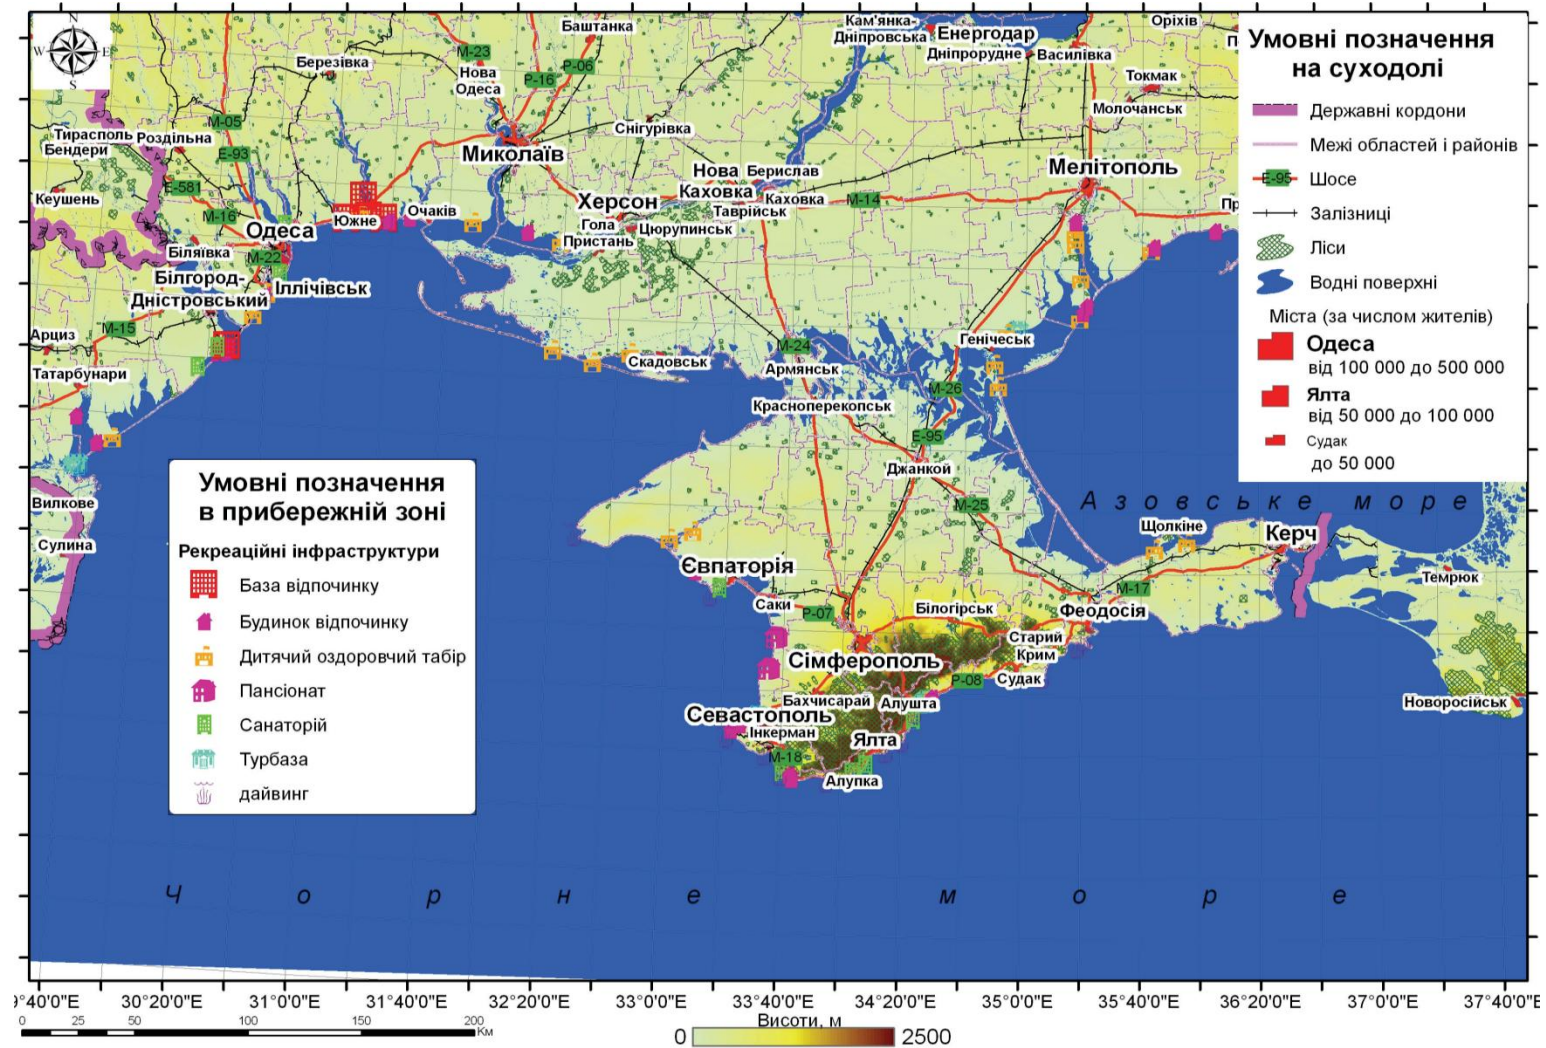 N
W
E
S
Баштанка
Кам'янка-
Дніпровська
Енергодар
Оріхів
Дніпрорудне
Василівка
М-23
Березівка
Нова
Одеса
Р-16
Р-06
Токмак
Молочанськ
М-05
Тирасполь
Роздільна
Бендери
Снігурівка
Миколаїв
Е-93
Мелітополь
Нова
Каховка
Берислав
Е-581
Кеушень
М-16
Южне
Очаків
Херсон
Каховка
М-14
Таврійськ
Гола
Пристань
Цюрупинськ
Одеса
Біляївка
М-22
Білгород-
Дністровський
Іллічівськ
М-15
Арциз
Татарбунари
Скадовськ
М-24
Армянськ
Генічеськ
М-26
Красноперекопськ
Е-95
Джанкой
М-25
Азовське море
Вилкове
Сулина
Щолкіне
Керч
Темрюк
Євпаторія
Саки
Р-07
Білогірськ
М-17
Феодосія
Старий
Крим
Сімферополь
Р-08
Судак
Бахчисарай
Алушта
Новоросійськ
Севастополь
Інкерман
Ялта
М-18
Алупка
Чорне море
Умовні позначення
на суходолі
Державні кордони
Межі областей і районів
Е-95
Шосе
Залізниці
Ліси
Водні поверхні
Міста (за числом жителів)
Одеса
від 100 000 до 500 000
Ялта
від 50 000 до 100 000
Судак
до 50 000
Умовні позначення
в прибережній зоні
Рекреаційні інфраструктури
База відпочинку
Будинок відпочинку
Дитячий оздоровчий табір
Пансіонат
Санаторій
Турбаза
дайвинг
9°40'0"E 30°20'0"E 31°0'0"E 31°40'0"E 32°20'0"E 33°0'0"E 33°40'0"E 34°20'0"E 35°0'0"E 35°40'0"E 36°20'0"E 37°0'0"E 37°40'0"E
0 25 50 100 150 200
Км
Висоти, м
0 2500